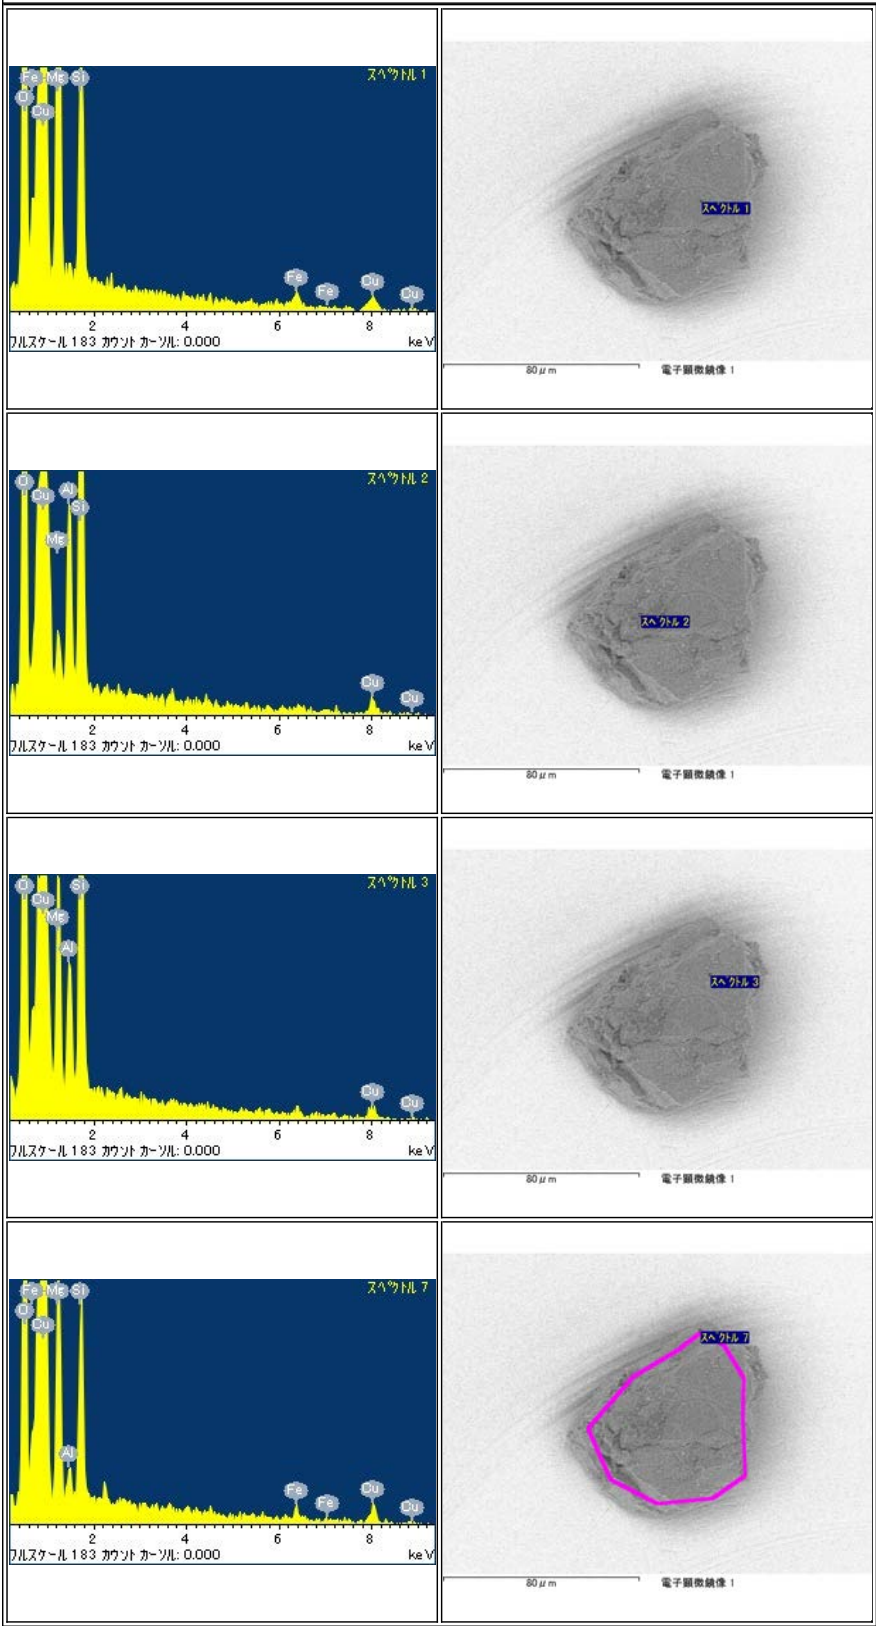 スペクトル 1
Fe Mg Si
O
Cu
Fe Fe Cu Cu
2 4 6 8
フルスケール 183 カウント カーソル: 0.000 keV
スペクトル 1
80μm 電子顕微鏡像 1
スペクトル 2
O Cu Al Si
Mg
Cu Cu
2 4 6 8
フルスケール 183 カウント カーソル: 0.000 keV
スペクトル 2
80μm 電子顕微鏡像 1
スペクトル 3
O Cu Si
Mg
Al
Cu Cu
2 4 6 8
フルスケール 183 カウント カーソル: 0.000 keV
スペクトル 3
80μm 電子顕微鏡像 1
スペクトル 7
Fe Mg Si
O
Cu
Al
Fe Fe Cu Cu
2 4 6 8
フルスケール 183 カウント カーソル: 0.000 keV
スペクトル 7
80μm 電子顕微鏡像 1